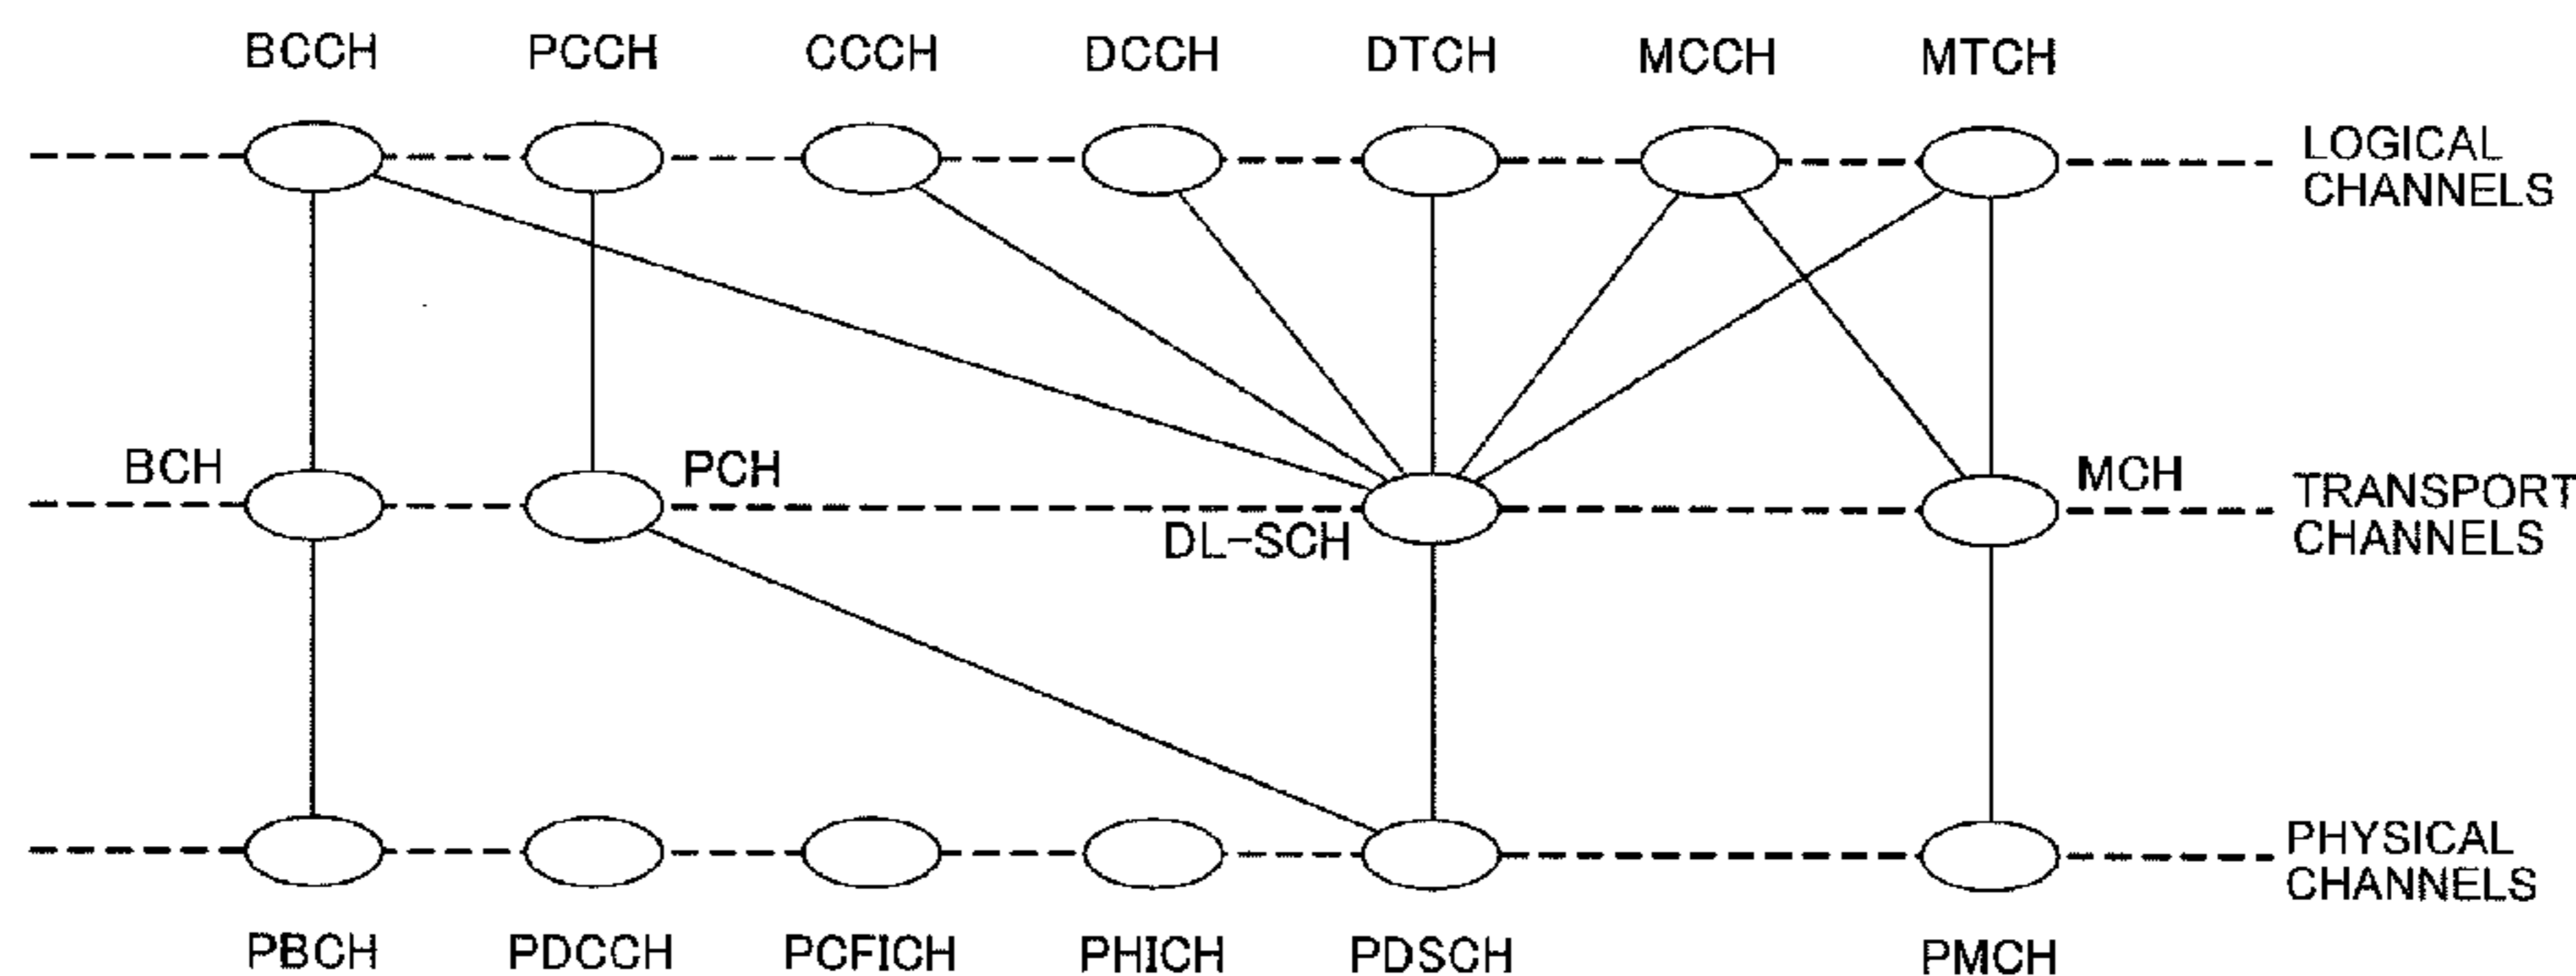 BCCH PCCH CCCH DCCH DTCH MCCH MTCH
LOGICAL
CHANNELS
BCH PCH DL-SCH MCH
TRANSPORT
CHANNELS
PHYSICAL
CHANNELS
PBCH PDCCH PCFICH PHICH PDSCH PMCH